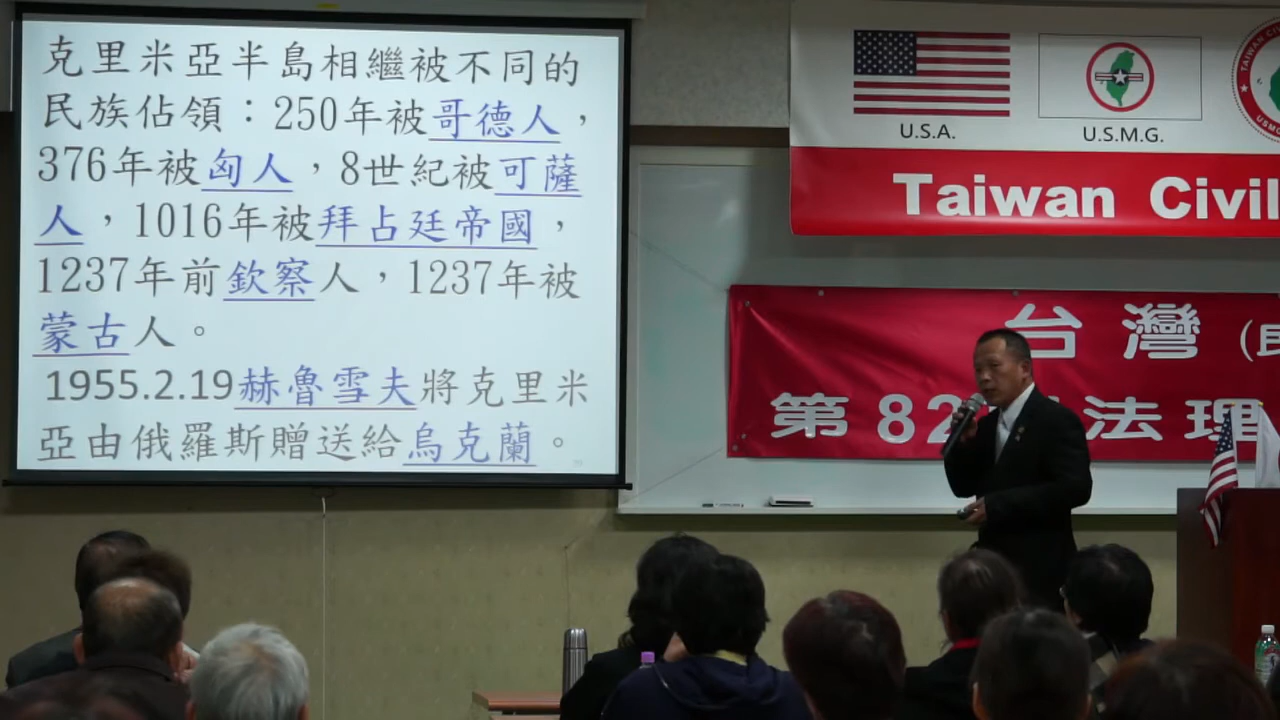 克里米亞半島相繼被不同的
民族佔領：250年被哥德人，
376年被匈人，8世紀被可薩
人，1016年被拜占廷帝國，
1237年前欽察人，1237年被
蒙古人。
1955.2.19赫魯雪夫將克里米
亞由俄羅斯贈送給烏克蘭。
U.S.A.
U.S.M.G.
Taiwan Civil
台灣（民
第82 法理